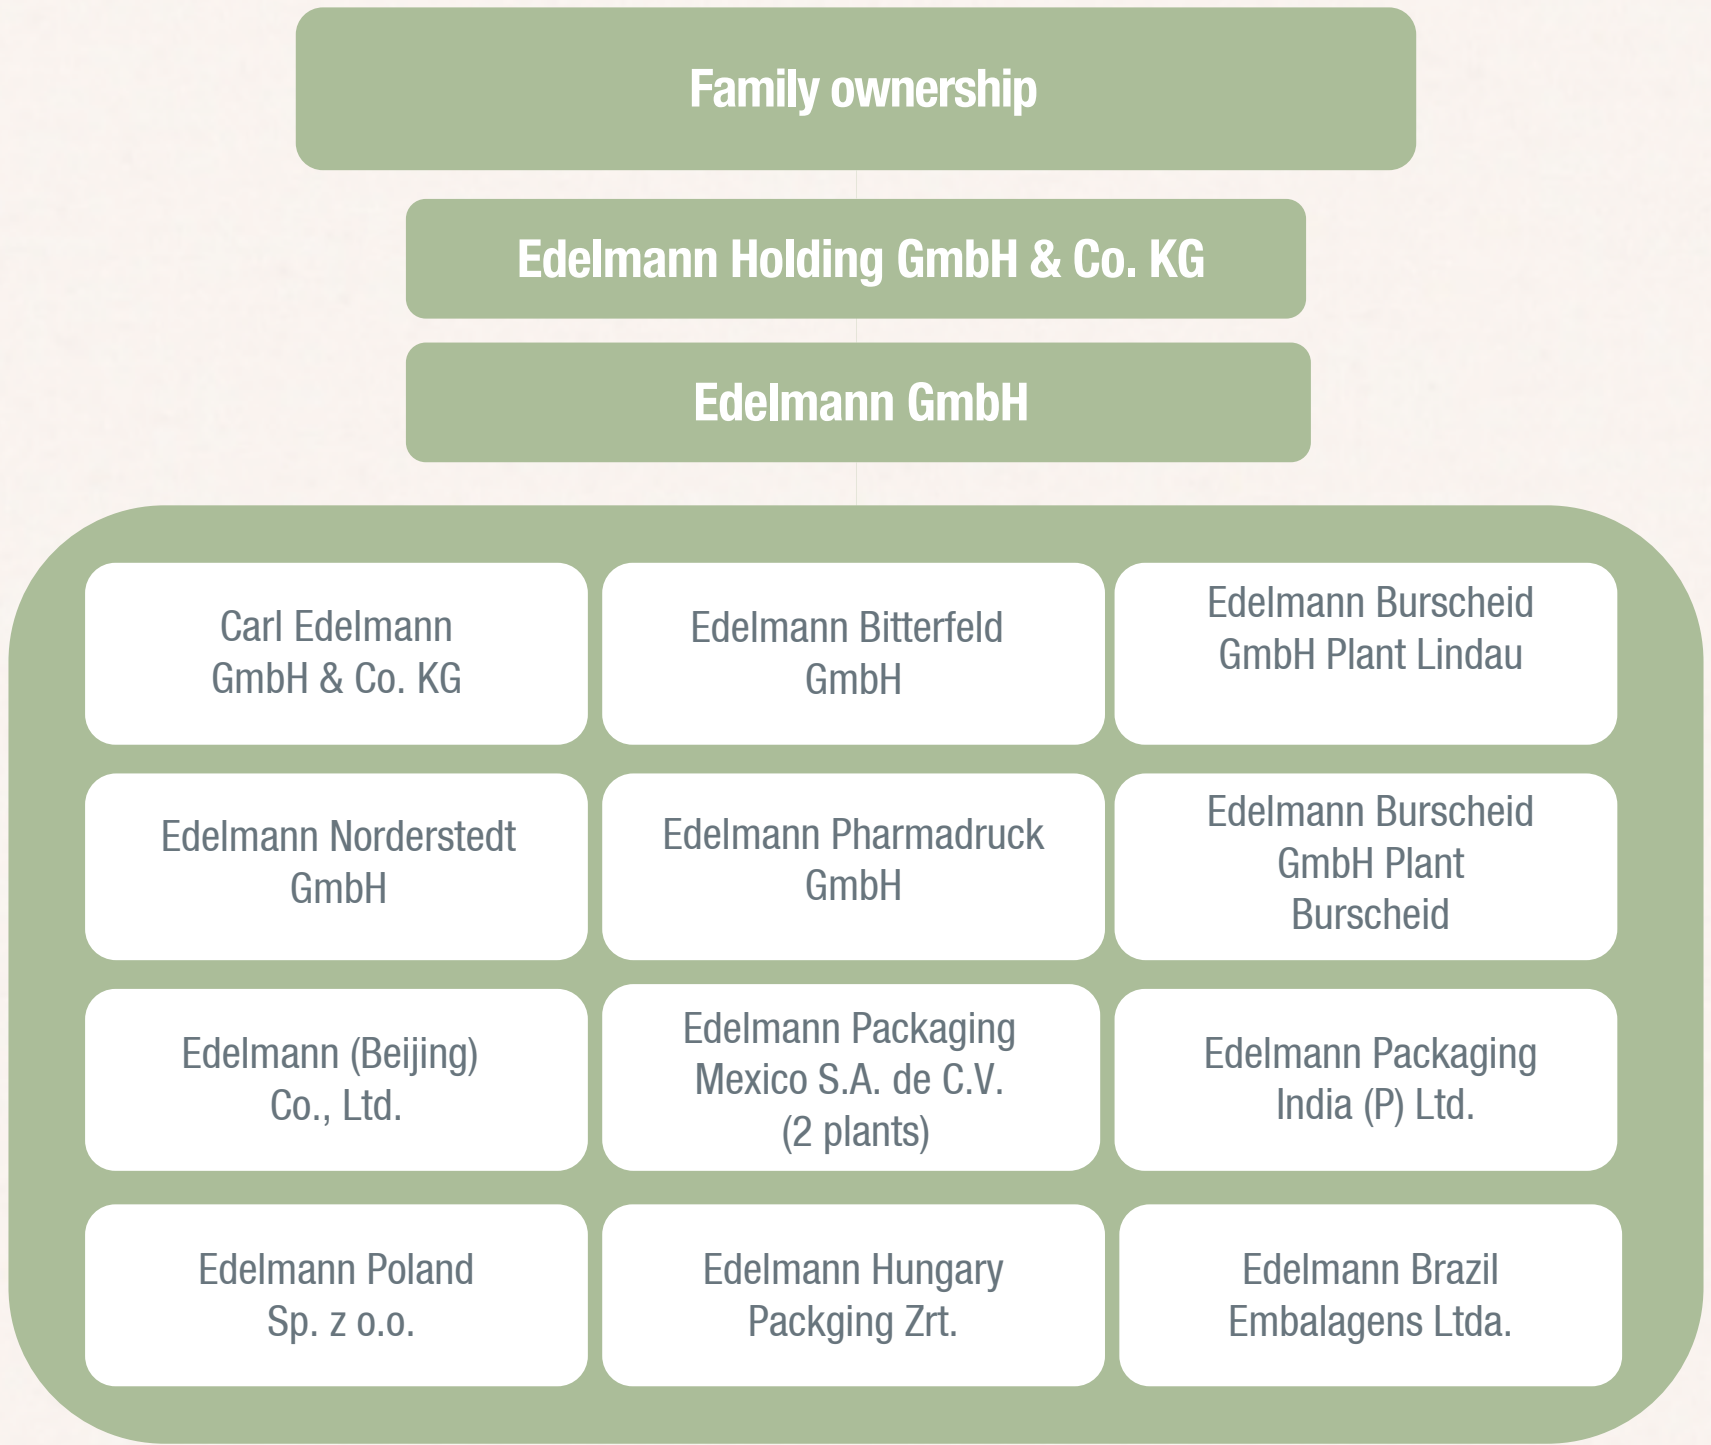 Family ownership
Edelmann Holding GmbH & Co. KG
Edelmann GmbH
Carl Edelmann
GmbH & Co. KG
Edelmann Bitterfeld
GmbH
Edelmann Burscheid
GmbH Plant Lindau
Edelmann Norderstedt
GmbH
Edelmann Pharmadruck
GmbH
Edelmann Burscheid
GmbH Plant
Burscheid
Edelmann (Beijing)
Co., Ltd.
Edelmann Packaging
Mexico S.A. de C.V.
(2 plants)
Edelmann Packaging
India (P) Ltd.
Edelmann Poland
Sp. z o.o.
Edelmann Hungary
Packging Zrt.
Edelmann Brazil
Embalagens Ltda.